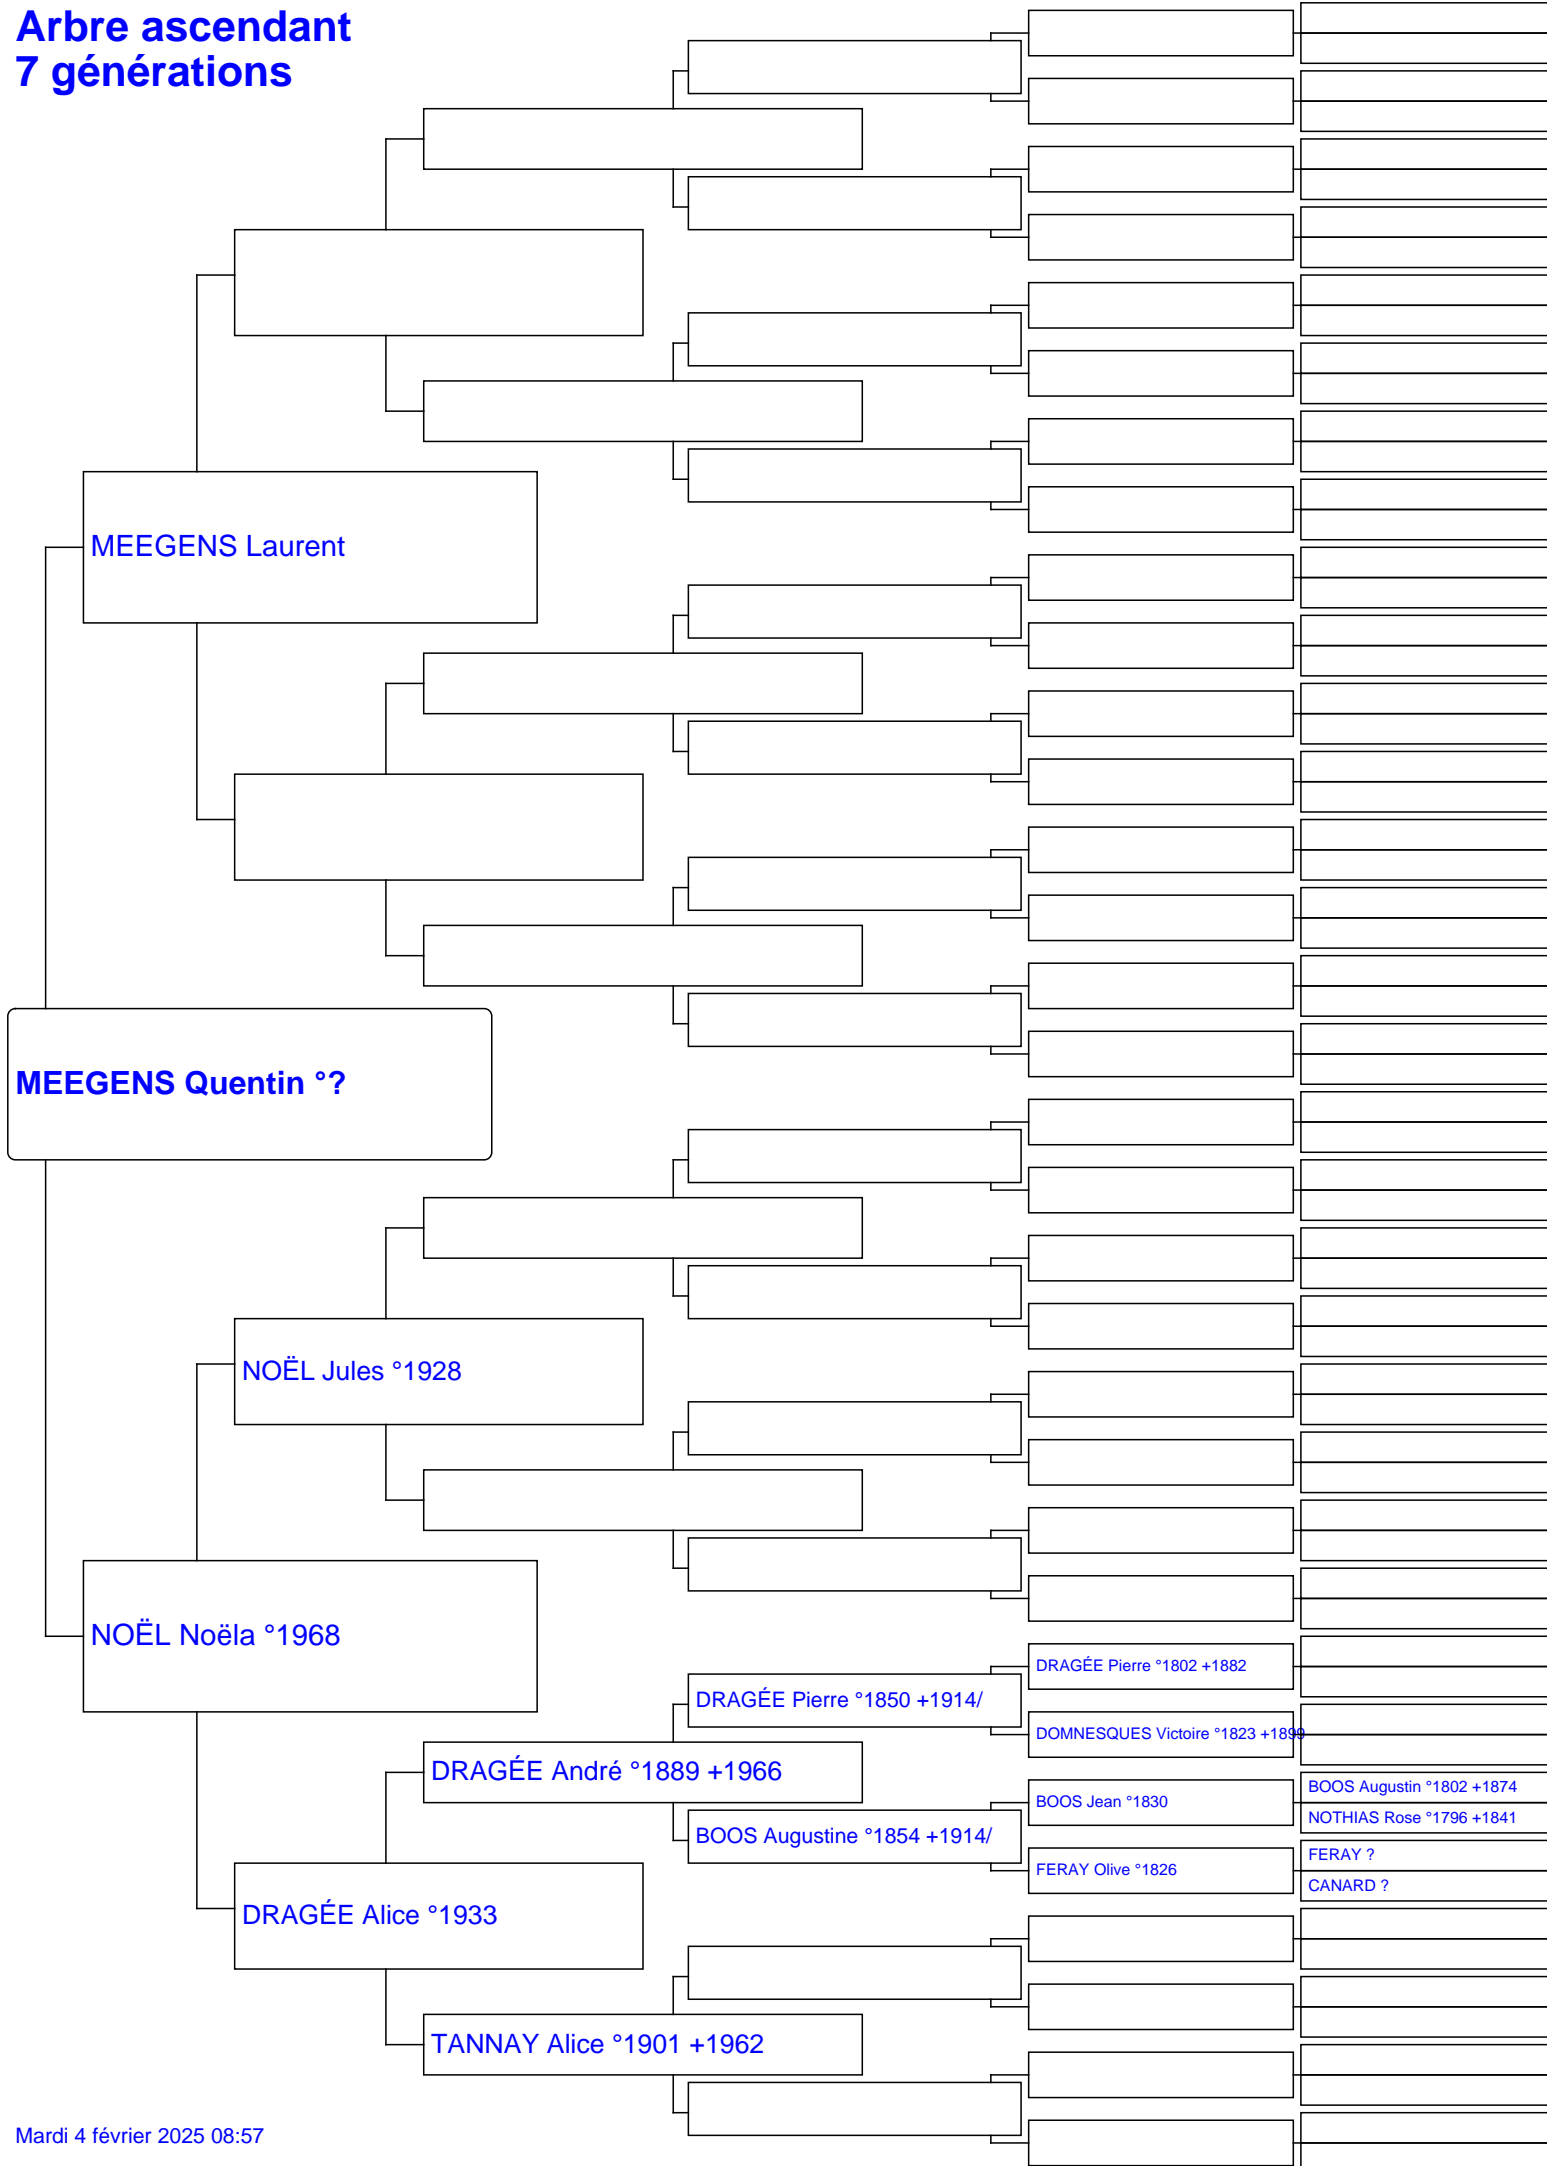 Arbre ascendant
7 générations
MEEGENS Laurent
MEEGENS Quentin °?
NOËL Jules °1928
NOËL Noëla °1968
DRAGÉE Pierre °1802 +1882
DRAGÉE Pierre °1850 +1914/
DOMNESQUES Victoire °1823 +1899
DRAGÉE André °1889 +1966
BOOS Augustin °1802 +1874
BOOS Jean °1830
NOTHIAS Rose °1796 +1841
BOOS Augustine °1854 +1914/
FERAY ?
FERAY Olive °1826
CANARD ?
DRAGÉE Alice °1933
TANNAY Alice °1901 +1962
Mardi 4 février 2025 08:57